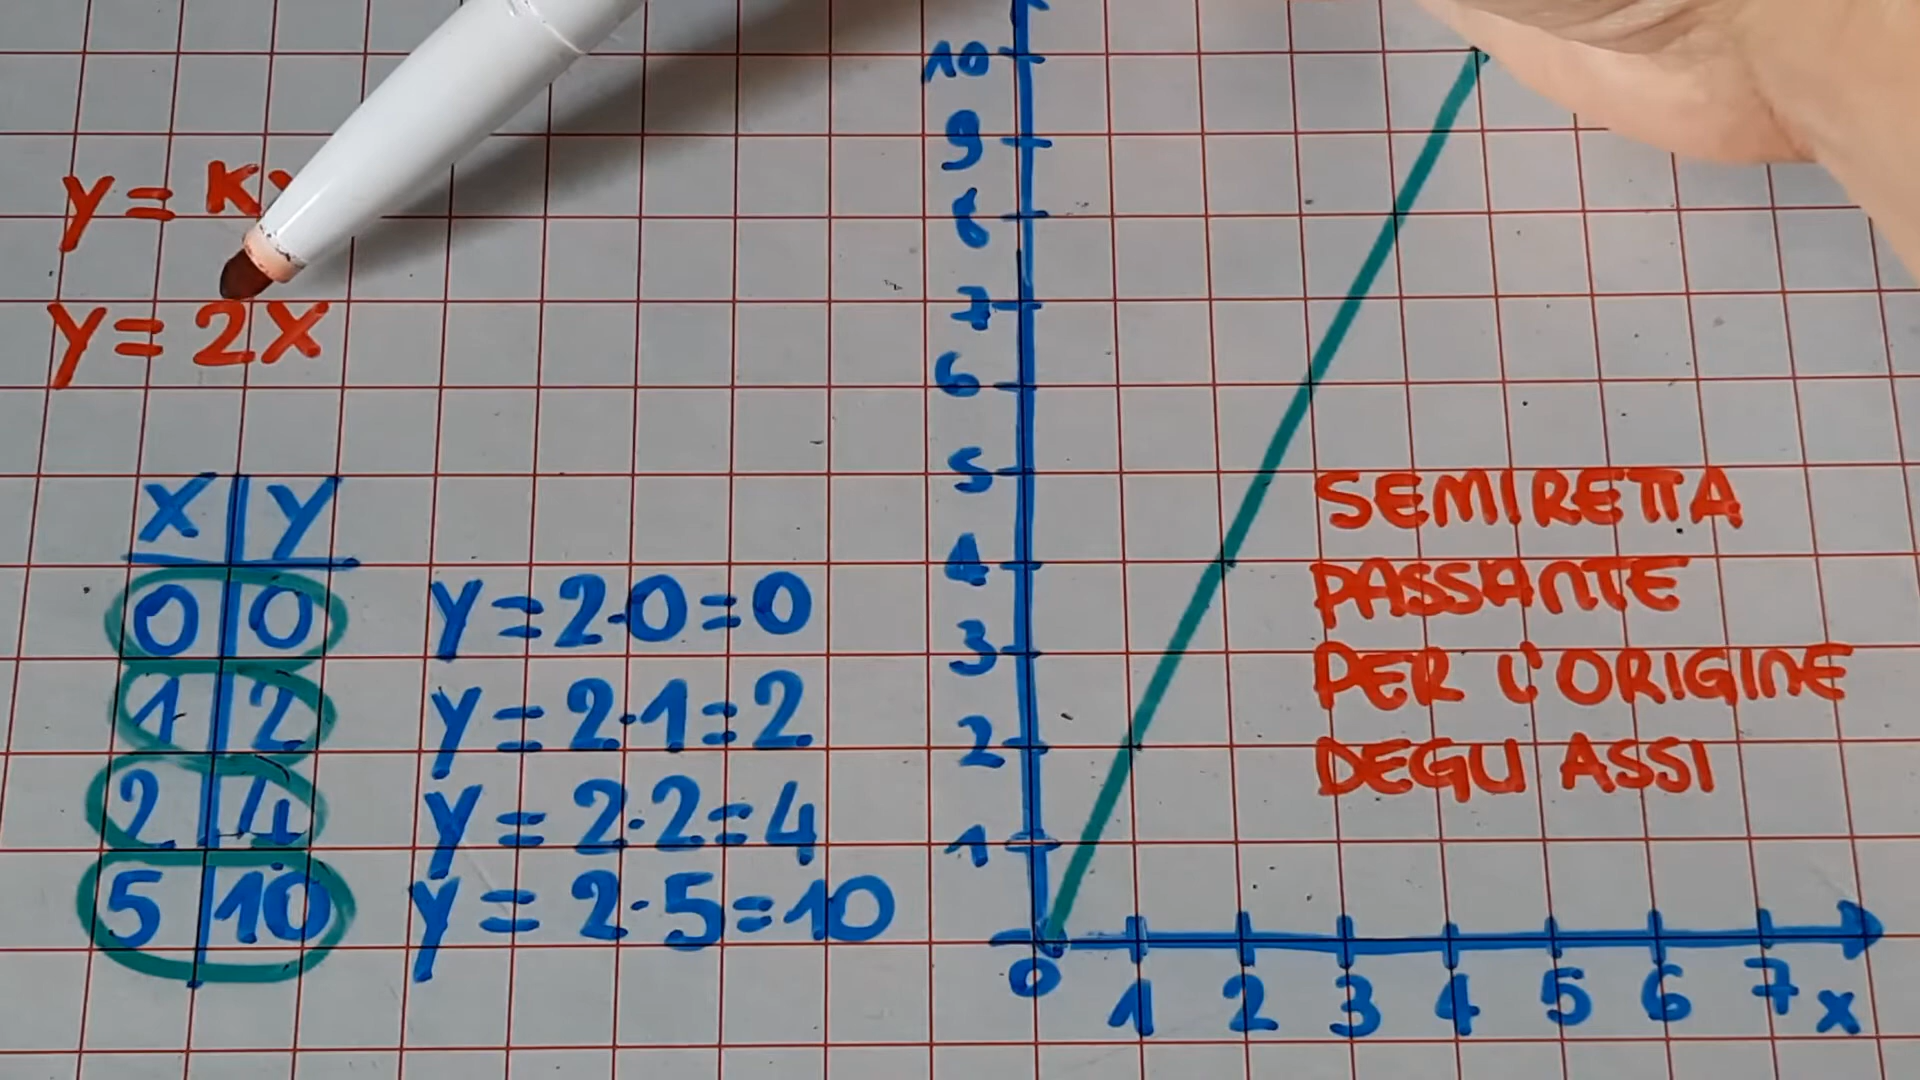 y = K
y = 2x
x y
0 0 y = 2·0 = 0
1 2 y = 2·1 = 2
2 4 y = 2·2 = 4
5 10 y = 2·5 = 10
10
9
8
7
6
5
4
3
2
1
0 1 2 3 4 5 6 7 x
SEMIRETTA
PASSANTE
PER L'ORIGINE
DEGLI ASSI